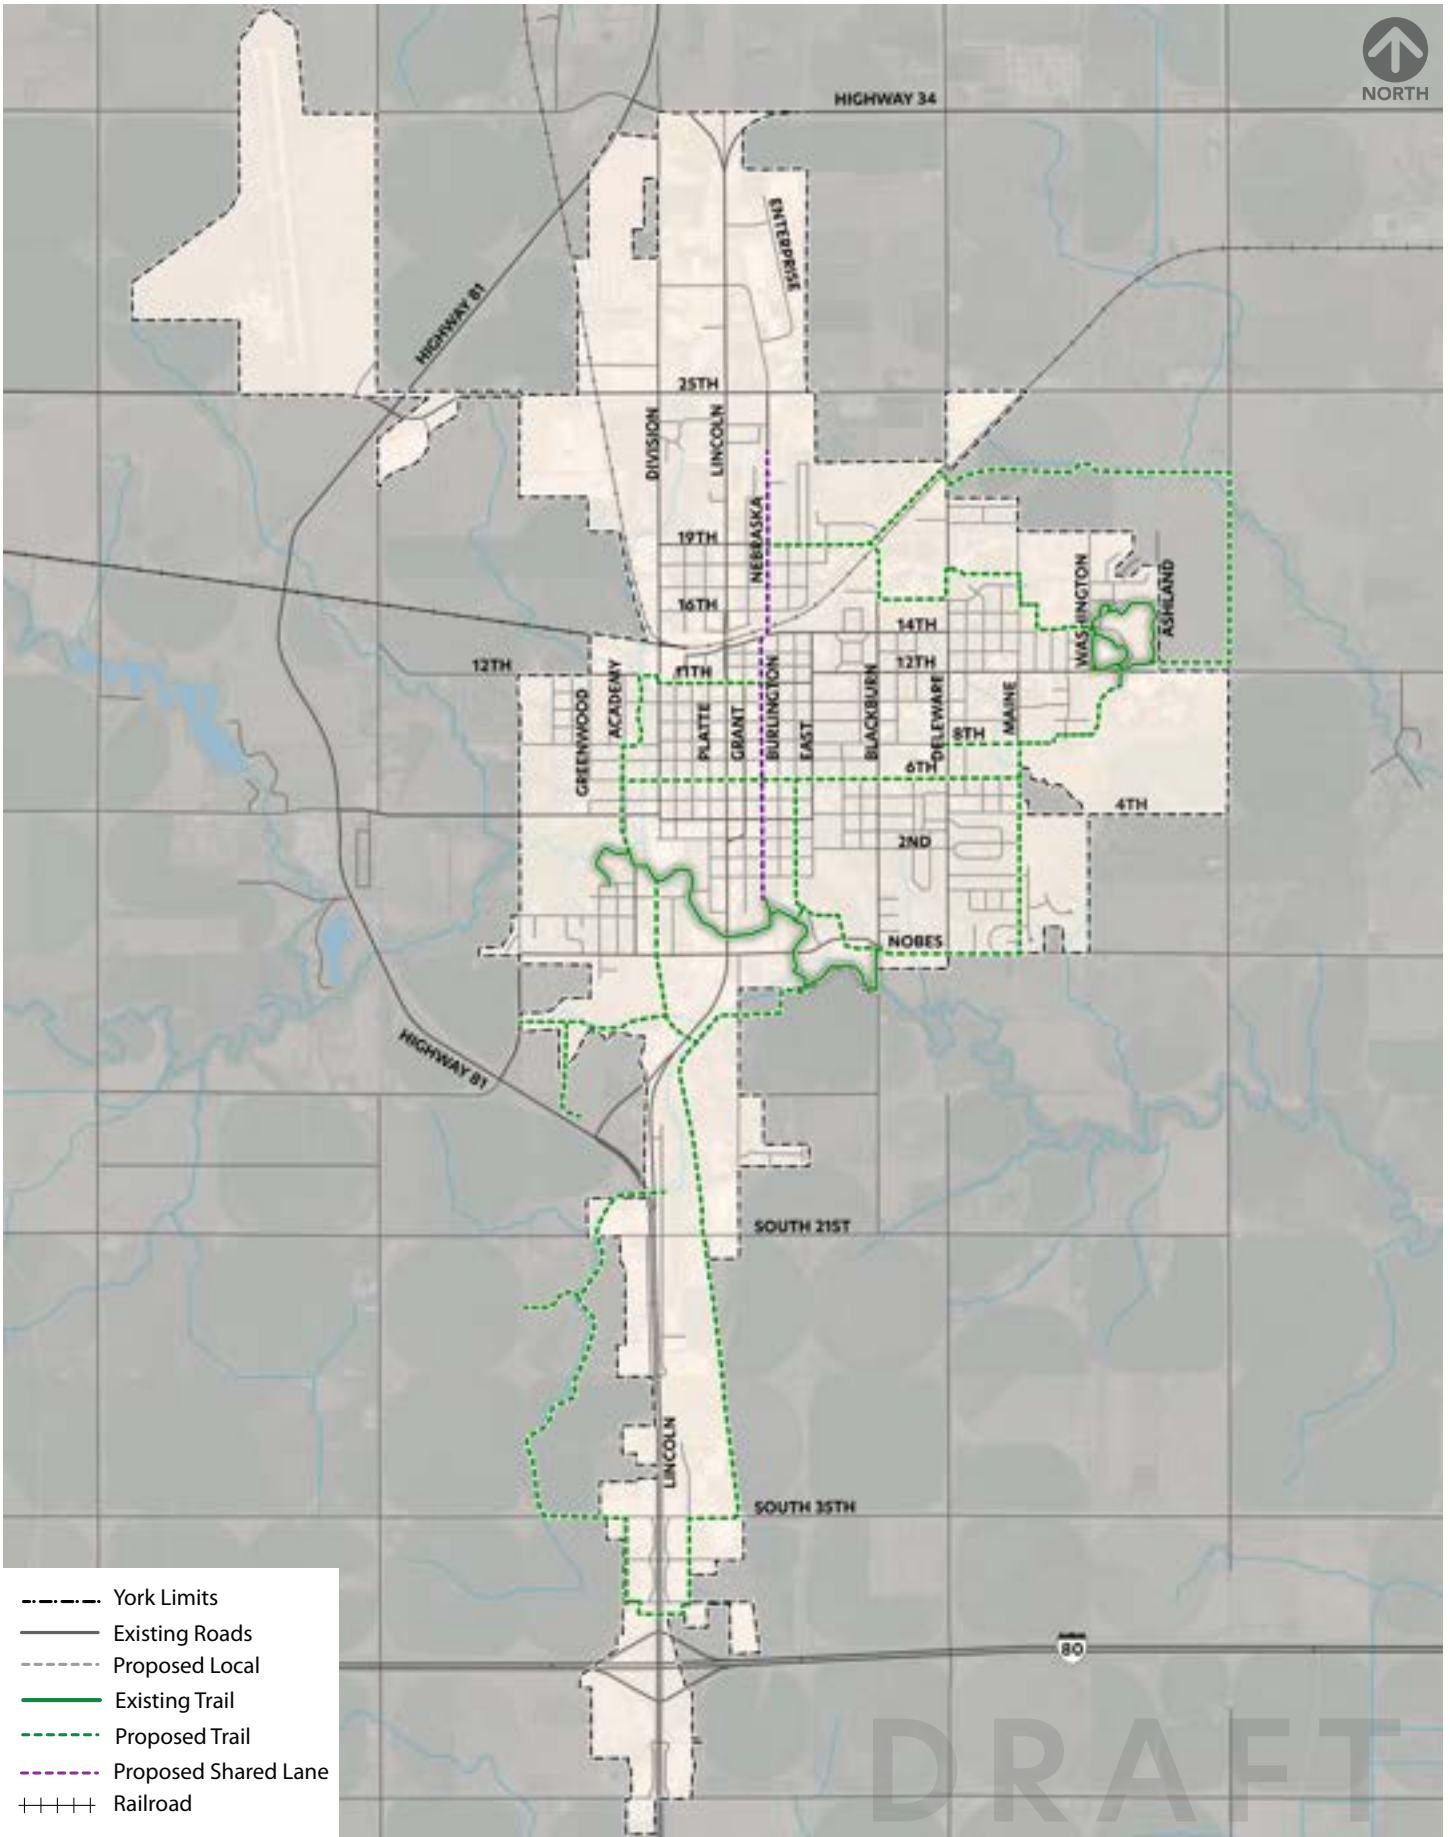 NORTH
HIGHWAY 34
ENTERPRISE
HIGHWAY 81
25TH
DIVISION
LINCOLN
NEBRASKA
19TH
WASHINGTON
ASHLAND
16TH
14TH
12TH
11TH
12TH
GREENWOOD
ACADEMY
PLATTE
GRANT
BURLINGTON
EAST
BLACKBURN
DELEWARE
MAINE
8TH
6TH
4TH
2ND
NOBES
HIGHWAY 81
SOUTH 21ST
LINCOLN
SOUTH 35TH
80
York Limits
Existing Roads
Proposed Local
Existing Trail
Proposed Trail
Proposed Shared Lane
Railroad
DRAFT